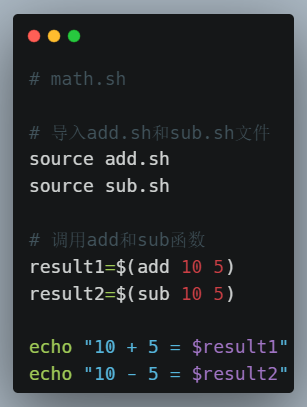 # math.sh
# 导入add.sh和sub.sh文件
source add.sh
source sub.sh
# 调用add和sub函数
result1=$(add 10 5)
result2=$(sub 10 5)
echo "10 + 5 = $result1"
echo "10 - 5 = $result2"